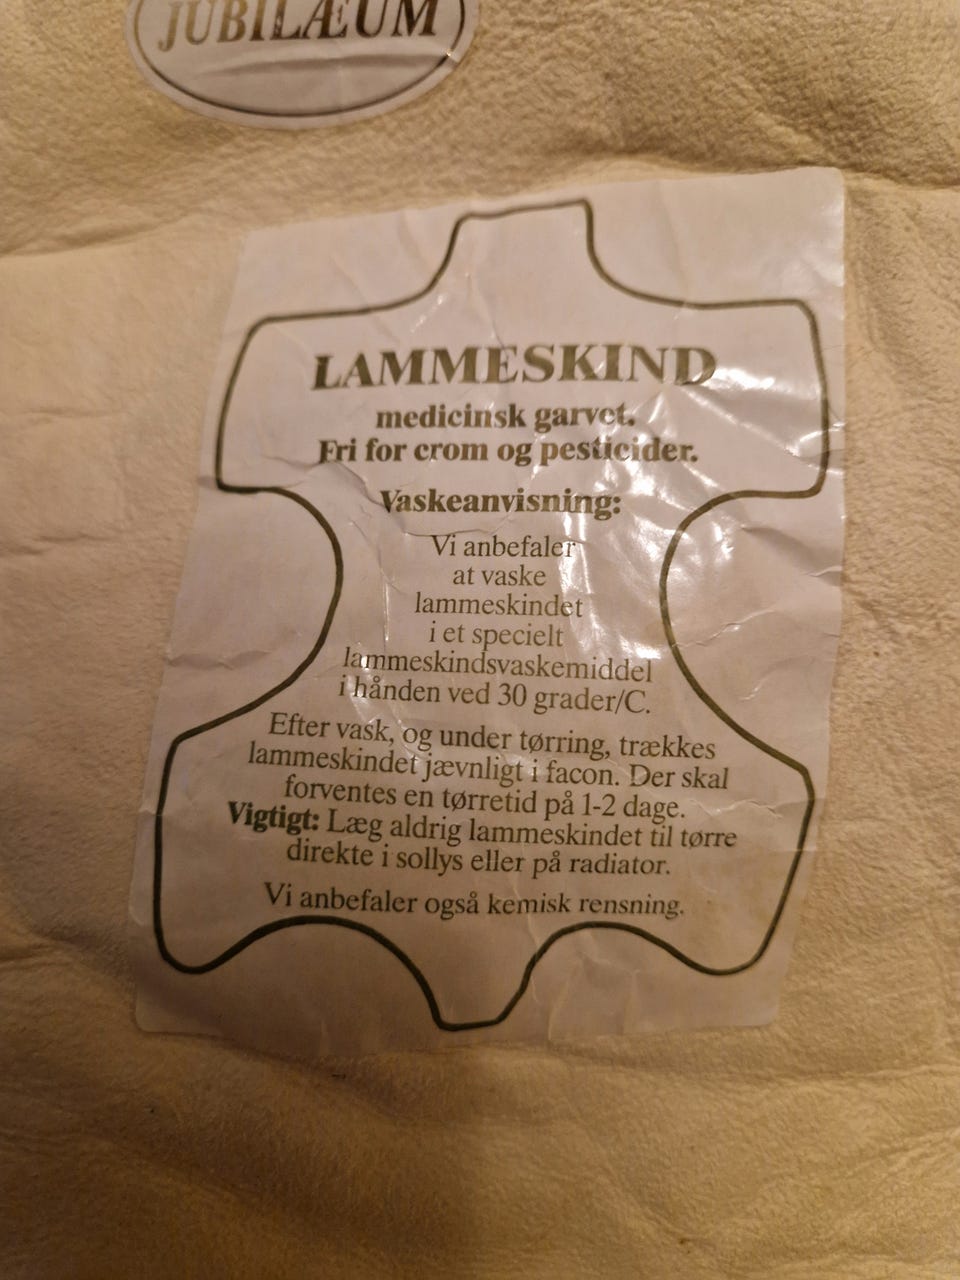 JUBILÆUM
LAMMESKIND
medicinsk garvet.
Fri for crom og pesticider.
Vaskeanvisning:
Vi anbefaler
at vaske
lammeskindet
i et specielt
lammeskindsvaskemiddel
i hånden ved 30 grader/C.
Efter vask, og under tørring, trækkes
lammeskindet jævnligt i facon. Der skal
forventes en tørretid på 1-2 dage.
Vigtigt: Læg aldrig lammeskindet til tørre
direkte i sollys eller på radiator.
Vi anbefaler også kemisk rensning.